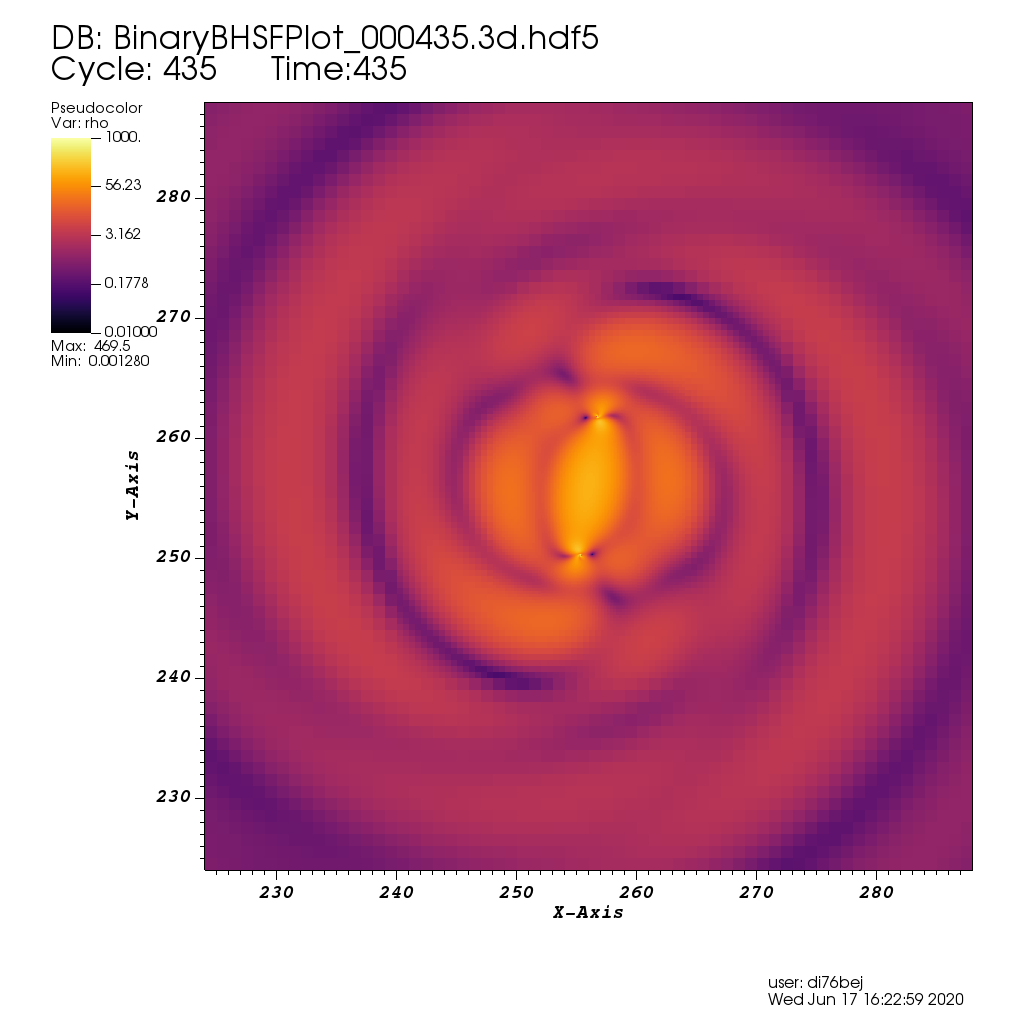 DB: BinaryBHSFPlot_000435.3d.hdf5
Cycle: 435 Time:435
Pseudocolor
Var: rho
1000.
56.23
3.162
0.1778
0.01000
Max: 469.5
Min: 0.001280
280
270
260
250
240
230
Y-Axis
230 240 250 260 270 280
X-Axis
user: di76bej
Wed Jun 17 16:22:59 2020